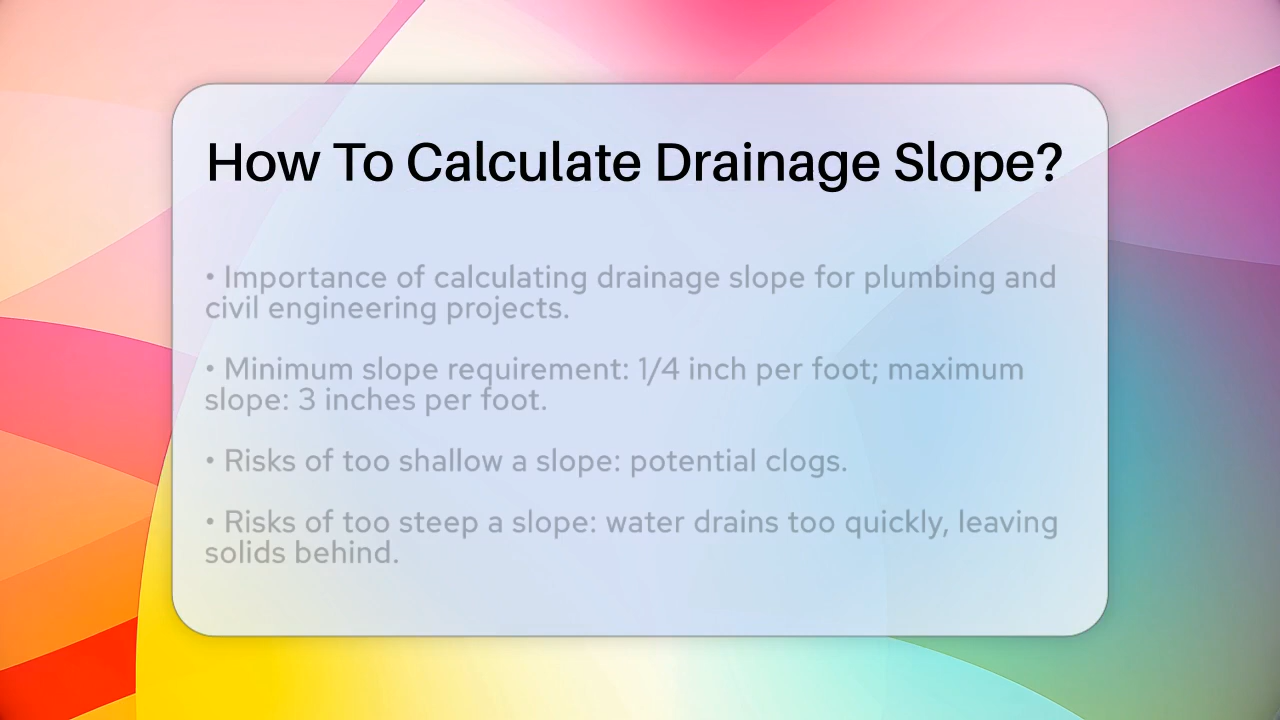 How To Calculate Drainage Slope?
• Importance of calculating drainage slope for plumbing and
civil engineering projects.
• Minimum slope requirement: 1/4 inch per foot; maximum
slope: 3 inches per foot.
• Risks of too shallow a slope: potential clogs.
• Risks of too steep a slope: water drains too quickly, leaving
solids behind.